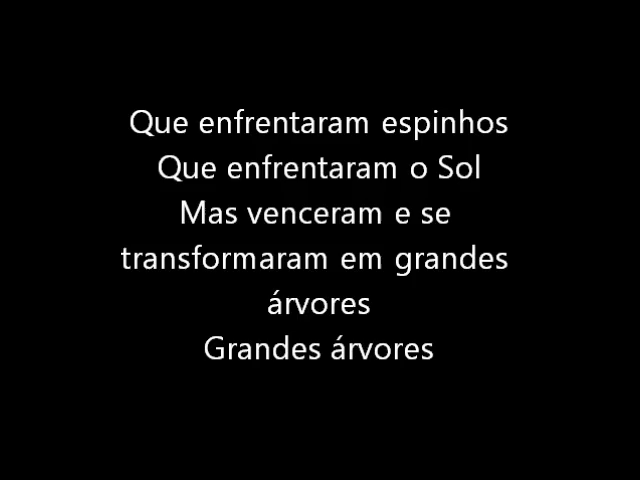 Que enfrentaram espinhos
Que enfrentaram o Sol
Mas venceram e se
transformaram em grandes
árvores
Grandes árvores